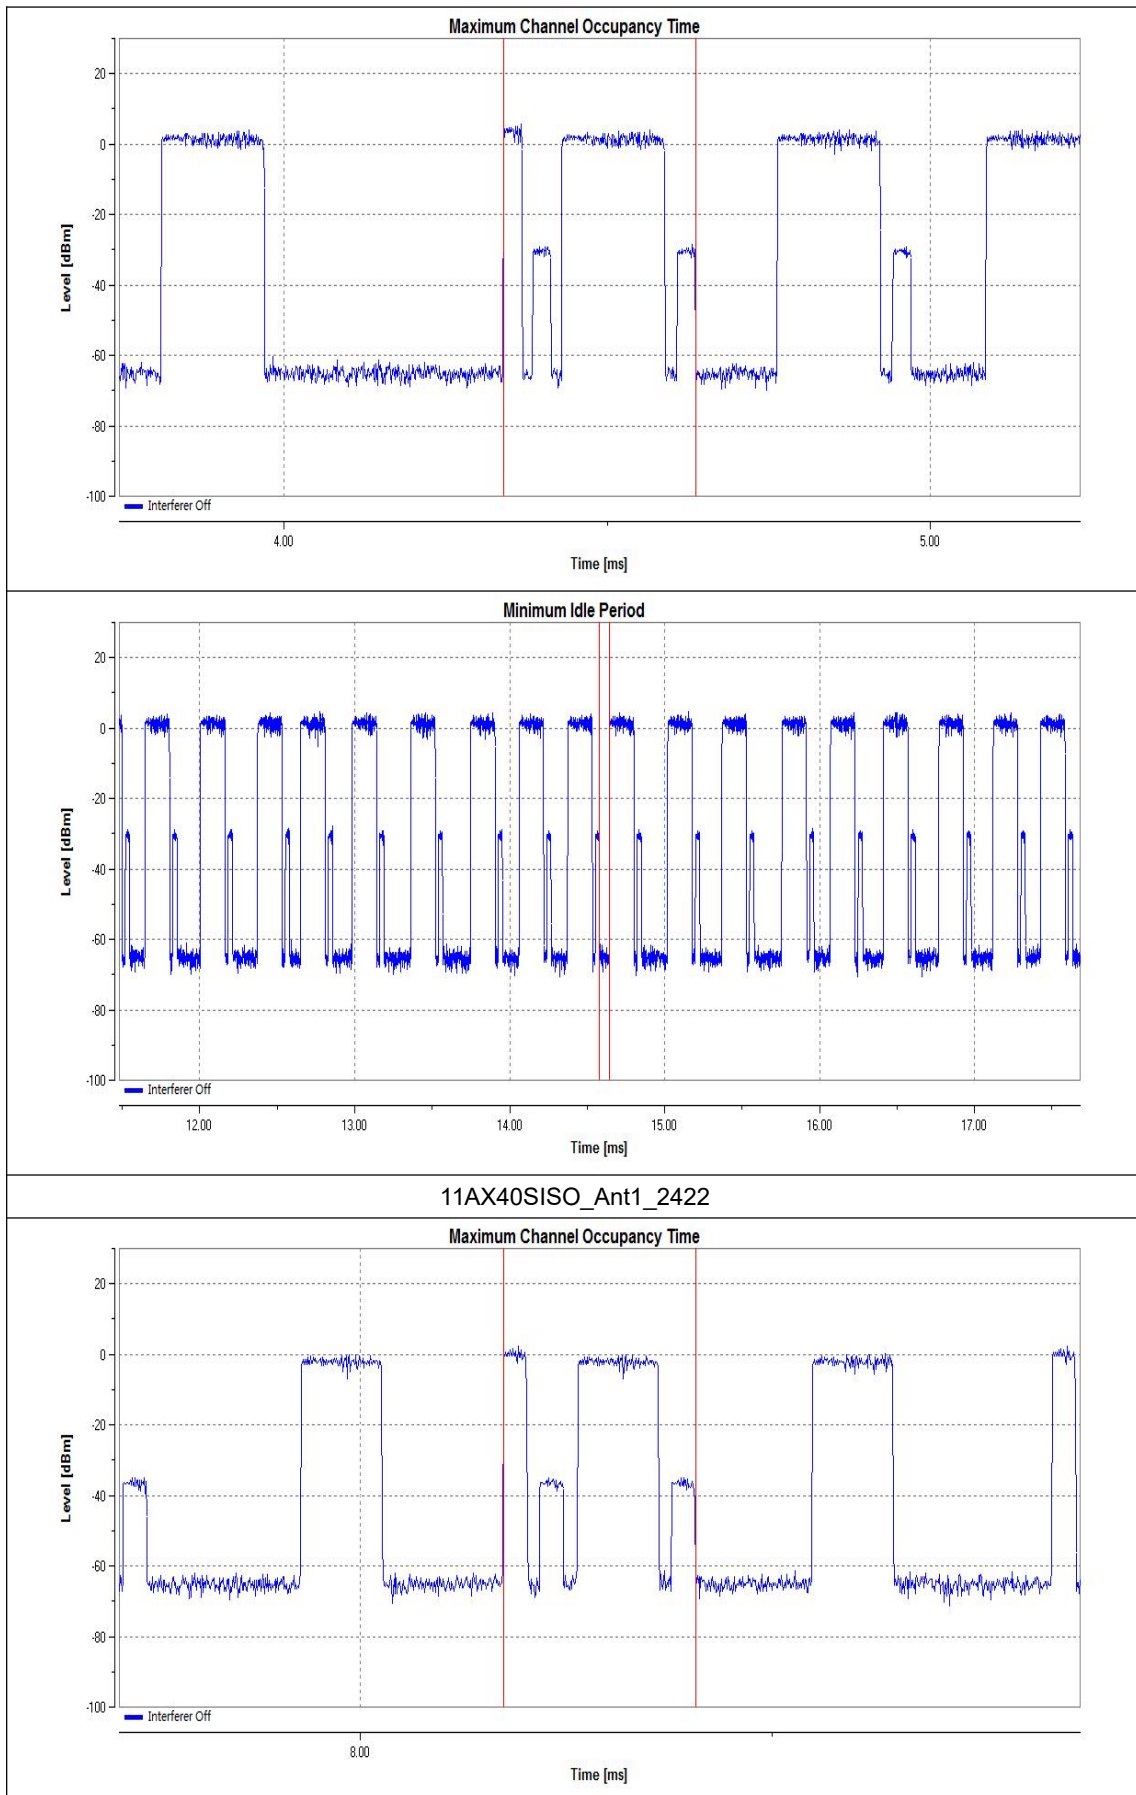 Maximum Channel Occupancy Time
20
0
-20
-40
-60
-80
-100
Level [dBm]
Interferer Off
4.00 5.00
Time [ms]
Minimum Idle Period
20
0
-20
-40
-60
-80
-100
Level [dBm]
Interferer Off
12.00 13.00 14.00 15.00 16.00 17.00
Time [ms]
11AX40SISO_Ant1_2422
Maximum Channel Occupancy Time
20
0
-20
-40
-60
-80
-100
Level [dBm]
Interferer Off
8.00
Time [ms]